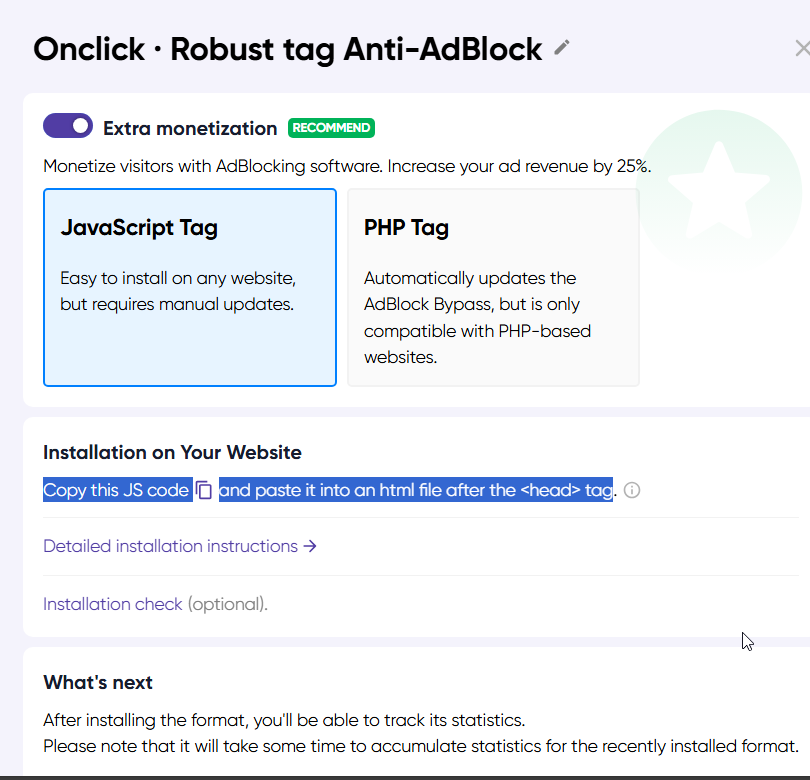 Onclick · Robust tag Anti-AdBlock
Extra monetization RECOMMEND
Monetize visitors with AdBlocking software. Increase your ad revenue by 25%.
JavaScript Tag
Easy to install on any website,
but requires manual updates.
PHP Tag
Automatically updates the
AdBlock Bypass, but is only
compatible with PHP-based
websites.
Installation on Your Website
Copy this JS code and paste it into an html file after the <head> tag.
Detailed installation instructions →
Installation check (optional).
What's next
After installing the format, you'll be able to track its statistics.
Please note that it will take some time to accumulate statistics for the recently installed format.